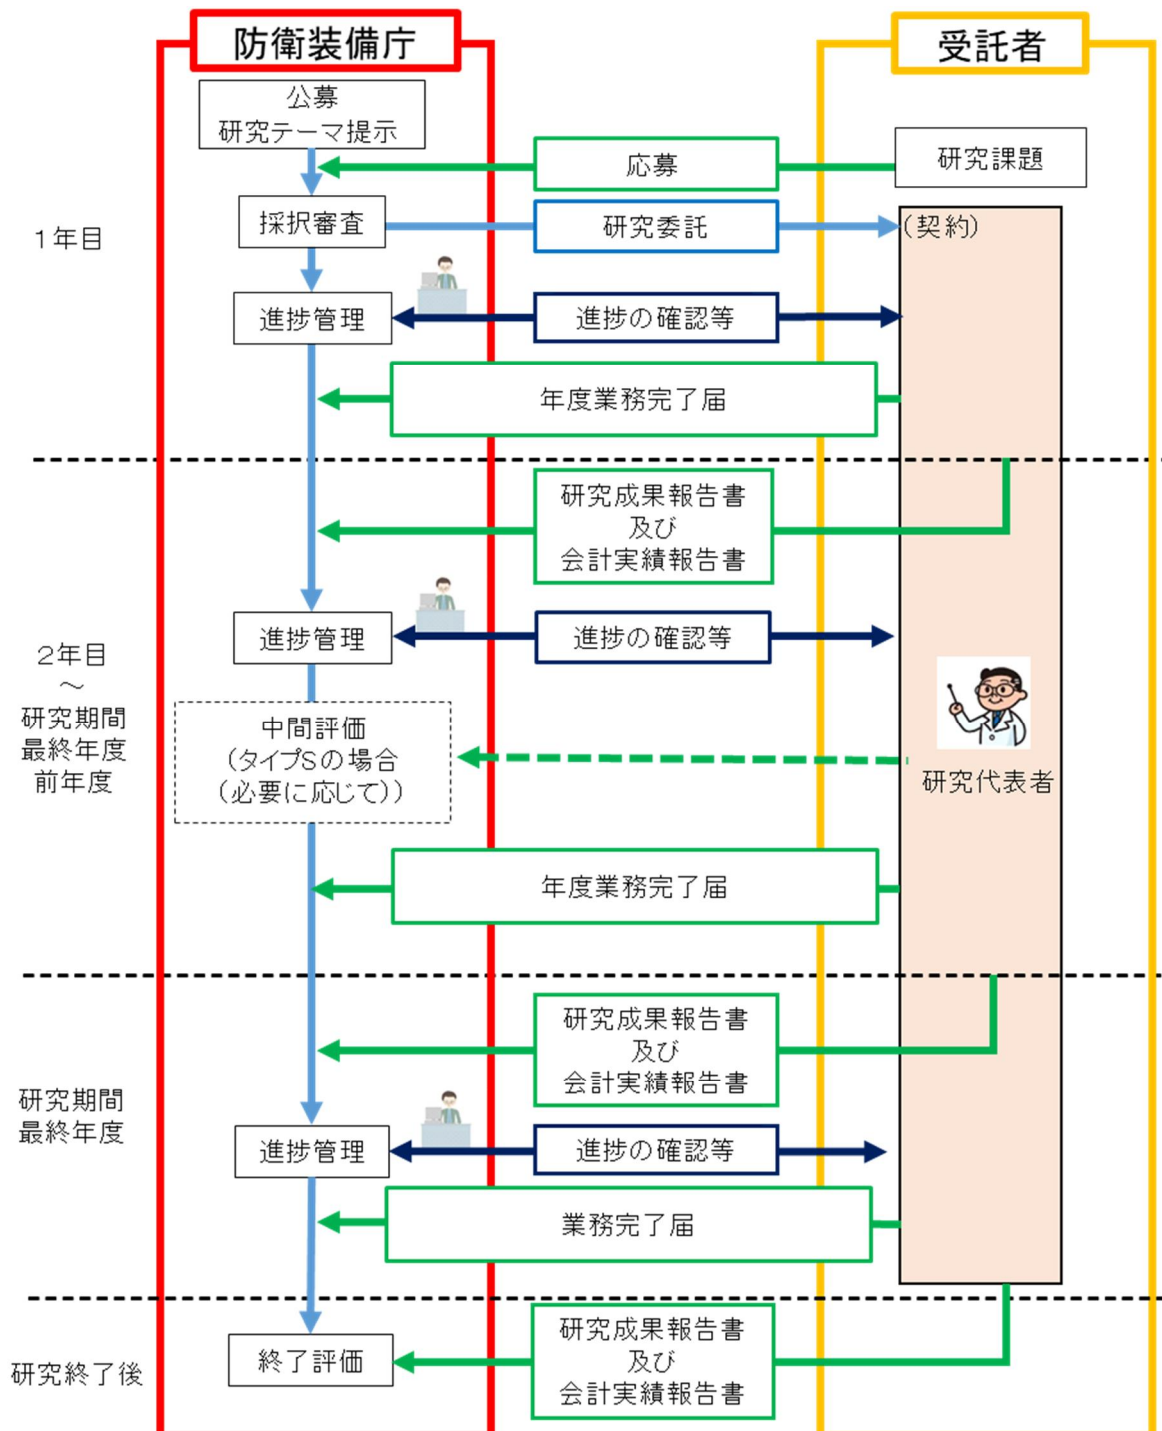 防衛装備庁
受託者
公募
研究テーマ提示
応募
研究課題
1年目
採択審査
研究委託
(契約)
進捗管理
進捗の確認等
年度業務完了届
研究成果報告書
及び
会計実績報告書
進捗管理
進捗の確認等
2年目
～
研究期間
最終年度
前年度
中間評価
(タイプSの場合
(必要に応じて))
研究代表者
年度業務完了届
研究成果報告書
及び
会計実績報告書
研究期間
最終年度
進捗管理
進捗の確認等
業務完了届
研究成果報告書
及び
会計実績報告書
終了評価
研究終了後